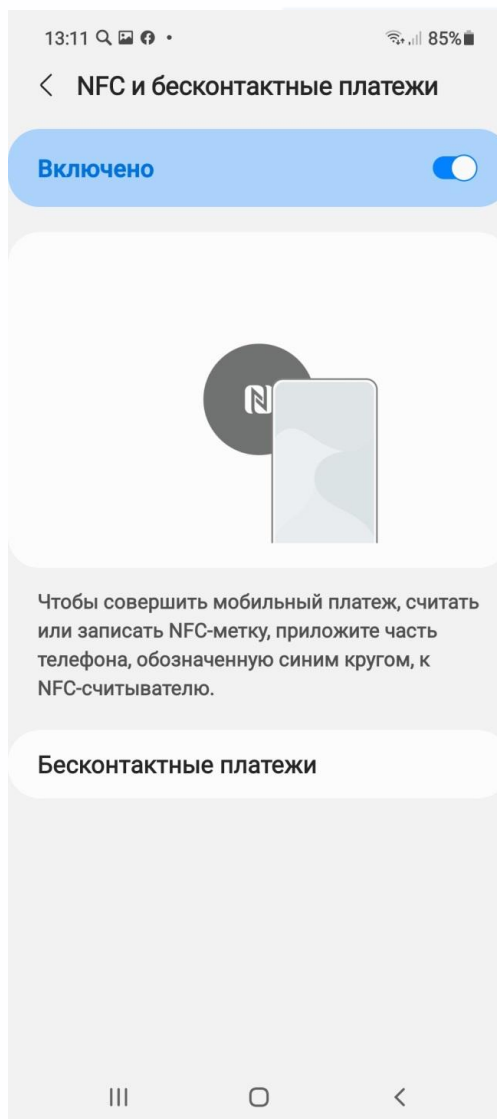 13:11
85%
NFC и бесконтактные платежи
Включено
Чтобы совершить мобильный платеж, считать
или записать NFC-метку, приложите часть
телефона, обозначенную синим кругом, к
NFC-считывателю.
Бесконтактные платежи